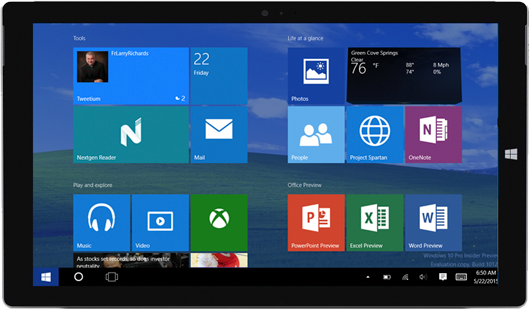 Tools
Life at a glance
FrLarryRichards
Tweetium
2
22
Friday
Photos
Green Cove Springs
Clear
76 °F
88°
74°
8 Mph
0%
Nextgen Reader
Mail
People
Project Spartan
OneNote
Play and explore
Office Preview
Music
Video
PowerPoint Preview
Excel Preview
Word Preview
As stocks set records, so does investor
neutrality
Windows 10 Pro Insider Preview
Evaluation copy. Build
6:50 AM
5/22/2015